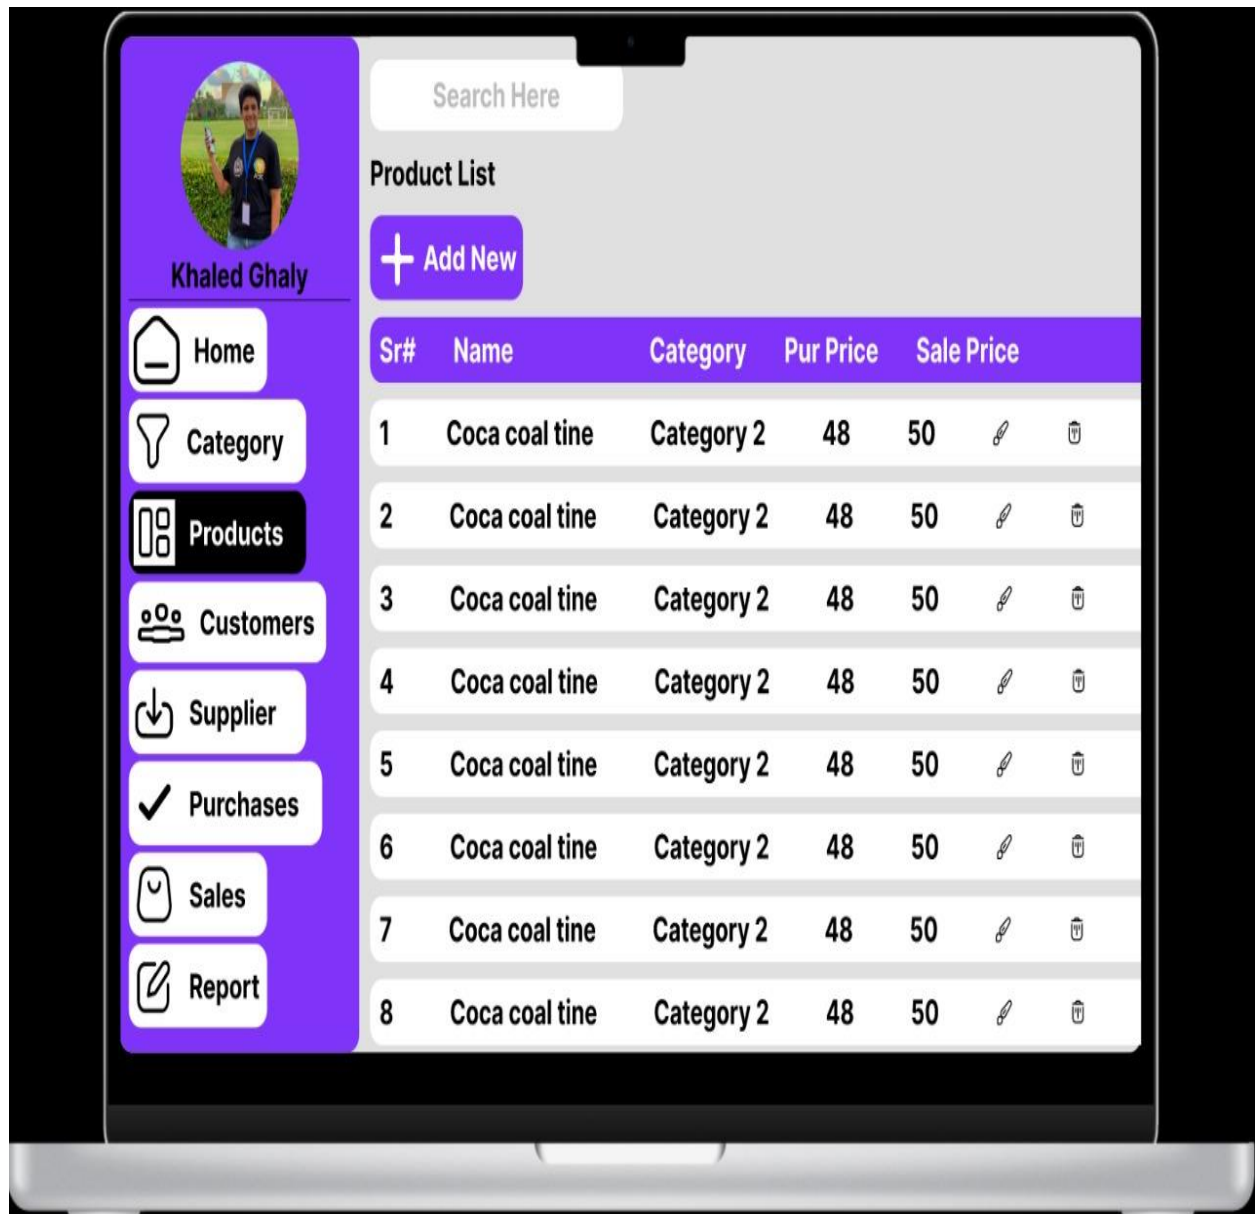 Khaled Ghaly
Home
Category
Products
Customers
Supplier
Purchases
Sales
Report
Search Here
Product List
Add New
Sr# Name Category Pur Price Sale Price
1 Coca coal tine Category 2 48 50
2 Coca coal tine Category 2 48 50
3 Coca coal tine Category 2 48 50
4 Coca coal tine Category 2 48 50
5 Coca coal tine Category 2 48 50
6 Coca coal tine Category 2 48 50
7 Coca coal tine Category 2 48 50
8 Coca coal tine Category 2 48 50